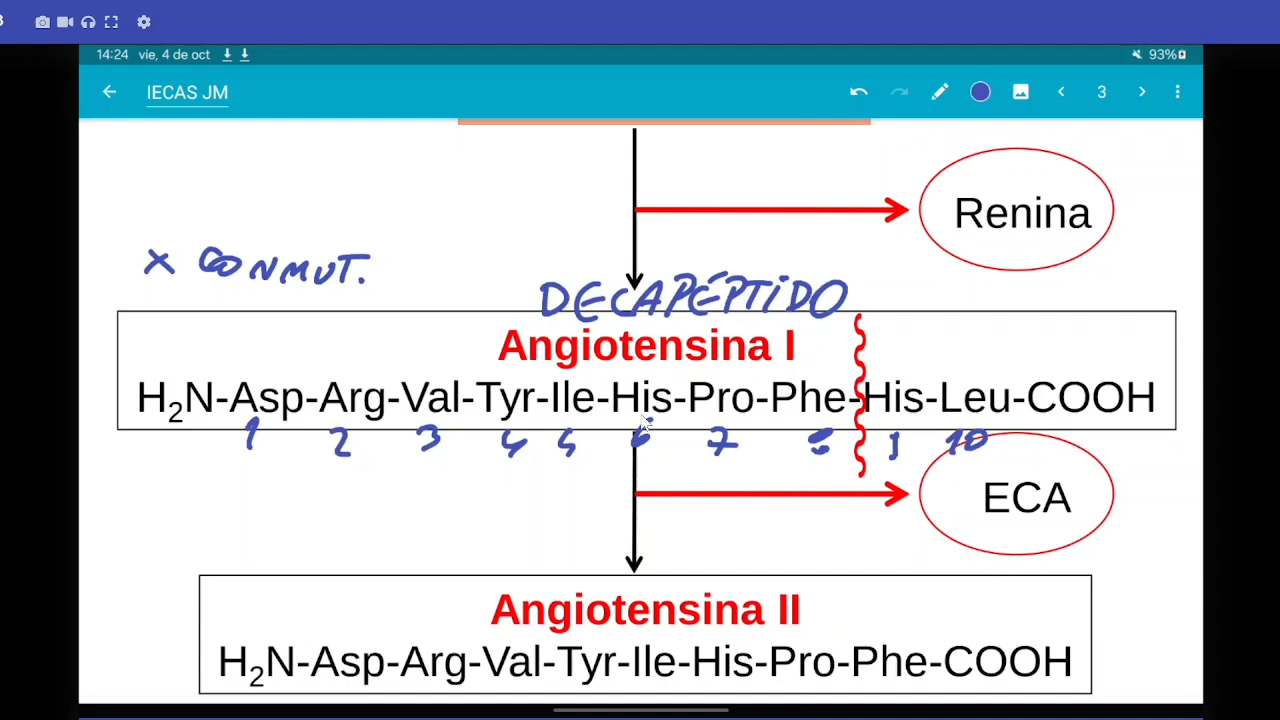 14:24 vie, 4 de oct 93%
IECAS JM 3
Renina
X CONMUT.
DECAPÉPTIDO
Angiotensina I
H₂N-Asp-Arg-Val-Tyr-Ile-His-Pro-Phe-His-Leu-COOH
1 2 3 4 5 6 7 8 9 10
ECA
Angiotensina II
H₂N-Asp-Arg-Val-Tyr-Ile-His-Pro-Phe-COOH